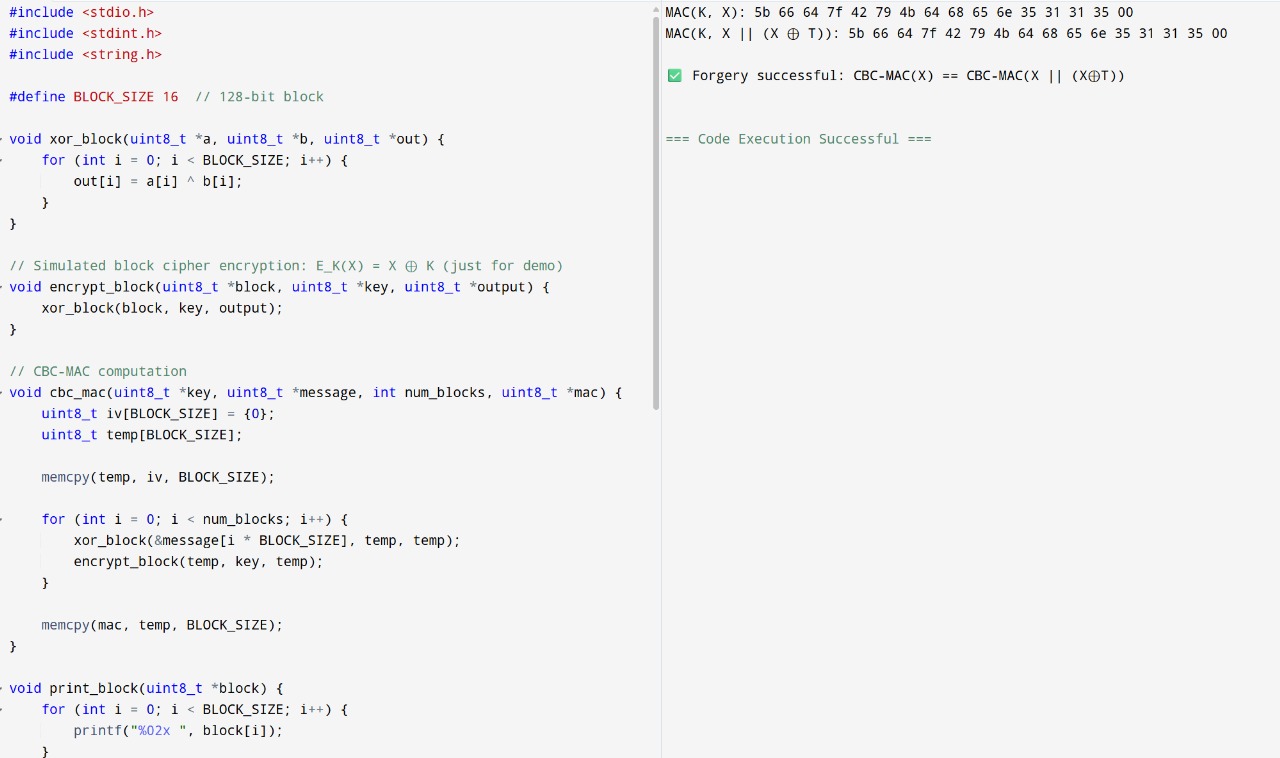 #include <stdio.h>
#include <stdint.h>
#include <string.h>
#define BLOCK_SIZE 16  // 128-bit block
void xor_block(uint8_t *a, uint8_t *b, uint8_t *out) {
    for (int i = 0; i < BLOCK_SIZE; i++) {
        out[i] = a[i] ^ b[i];
    }
}
// Simulated block cipher encryption: E_K(X) = X ⊕ K (just for demo)
void encrypt_block(uint8_t *block, uint8_t *key, uint8_t *output) {
    xor_block(block, key, output);
}
// CBC-MAC computation
void cbc_mac(uint8_t *key, uint8_t *message, int num_blocks, uint8_t *mac) {
    uint8_t iv[BLOCK_SIZE] = {0};
    uint8_t temp[BLOCK_SIZE];
    memcpy(temp, iv, BLOCK_SIZE);
    for (int i = 0; i < num_blocks; i++) {
        xor_block(&message[i * BLOCK_SIZE], temp, temp);
        encrypt_block(temp, key, temp);
    }
    memcpy(mac, temp, BLOCK_SIZE);
}
void print_block(uint8_t *block) {
    for (int i = 0; i < BLOCK_SIZE; i++) {
        printf("%02x ", block[i]);
    }
MAC(K, X): 5b 66 64 7f 42 79 4b 64 68 65 6e 35 31 31 35 00
MAC(K, X || (X ⊕ T)): 5b 66 64 7f 42 79 4b 64 68 65 6e 35 31 31 35 00
✅ Forgery successful: CBC-MAC(X) == CBC-MAC(X || (X⊕T))
=== Code Execution Successful ===